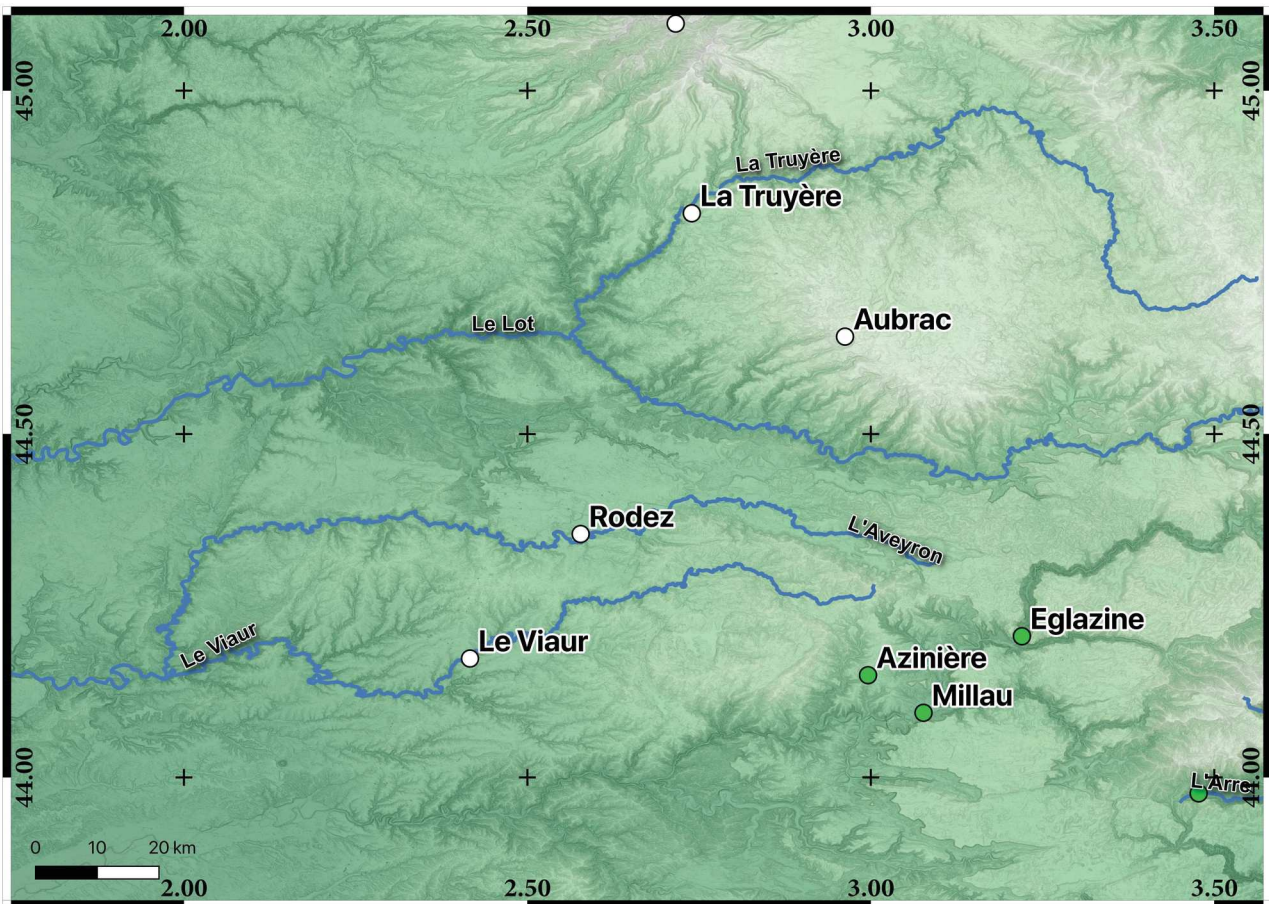 2.00 2.50 3.00 3.50
45.00 45.00
La Truyère
La Truyère
Le Lot
Aubrac
44.50 44.50
Rodez
L'Aveyron
Eglazine
Le Viaur
Le Viaur
Azinière
Millau
44.00 44.00
L'Arre
0 10 20 km
2.00 2.50 3.00 3.50